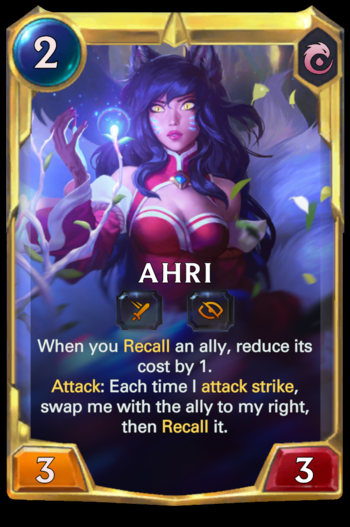 2
AHRI
When you Recall an ally, reduce its
cost by 1.
Attack: Each time I attack strike,
swap me with the ally to my right,
then Recall it.
3 3